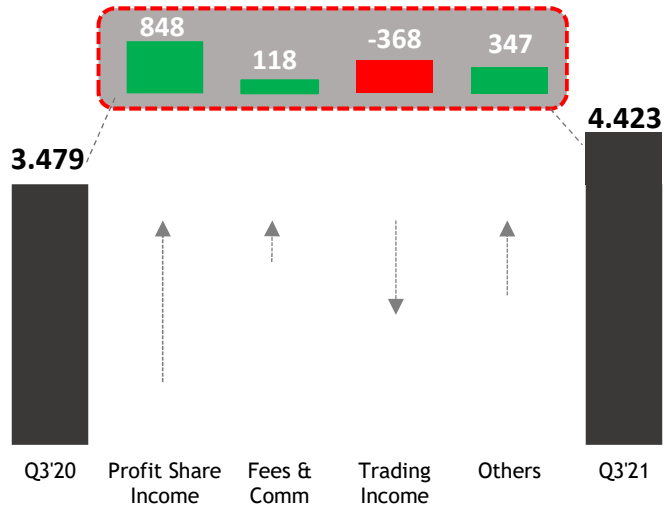 848
118
-368
347
3.479
4.423
Q3'20
Profit Share
Income
Fees &
Comm
Trading
Income
Others
Q3'21